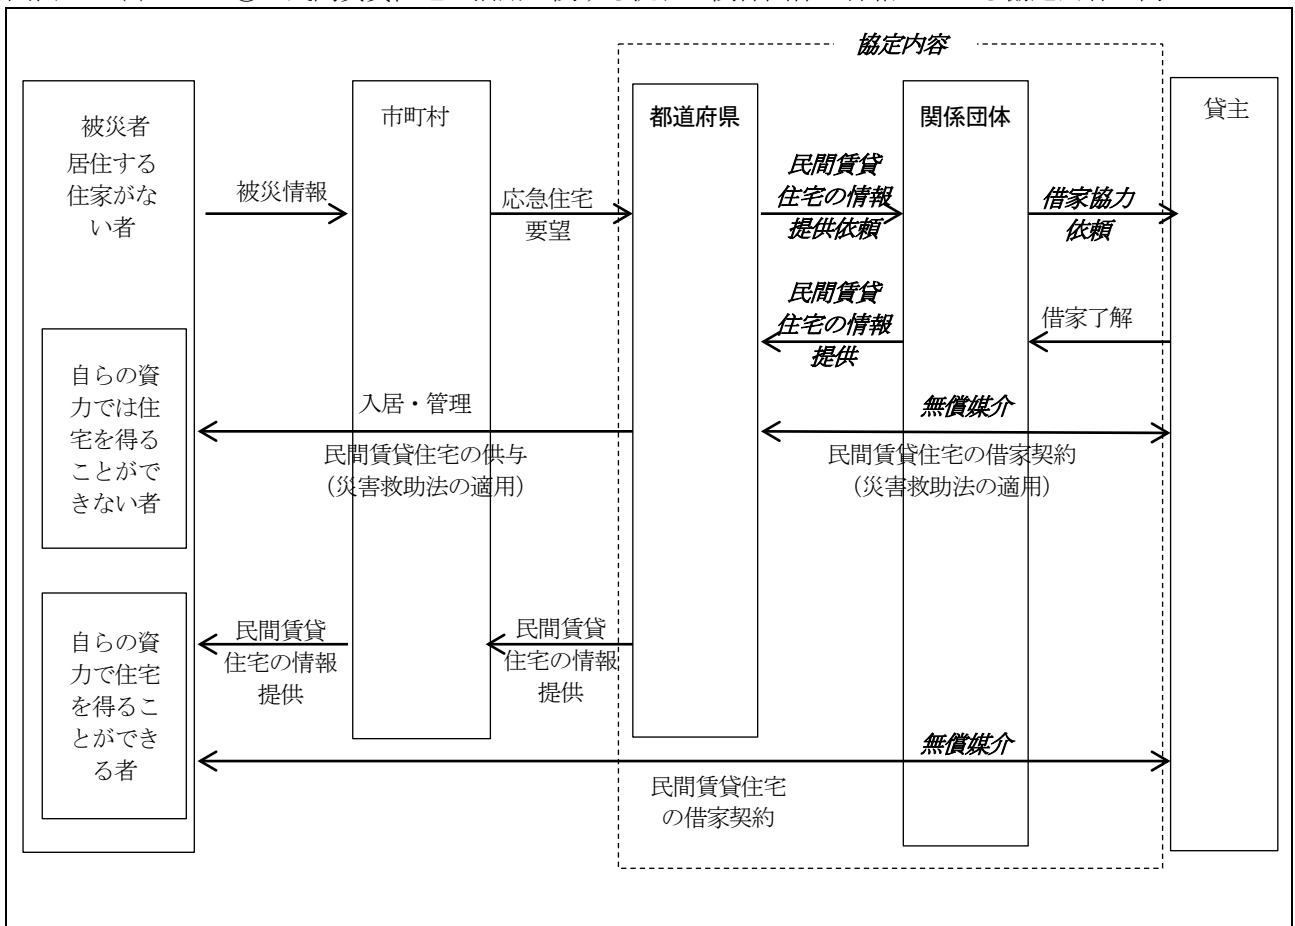 協定内容
被災者
居住する
住家がな
い者
市町村
都道府県
関係団体
貸主
被災情報
応急住宅
要望
民間賃貸
住宅の情報
提供依頼
借家協力
依頼
民間賃貸
住宅の情報
提供
借家了解
自らの資
力では住
宅を得る
ことがで
きない者
入居・管理
民間賃貸住宅の供与
（災害救助法の適用）
無償媒介
民間賃貸住宅の借家契約
（災害救助法の適用）
自らの資
力で住宅
を得るこ
とができ
る者
民間賃貸
住宅の情報
提供
民間賃貸
住宅の情報
提供
無償媒介
民間賃貸住宅
の借家契約